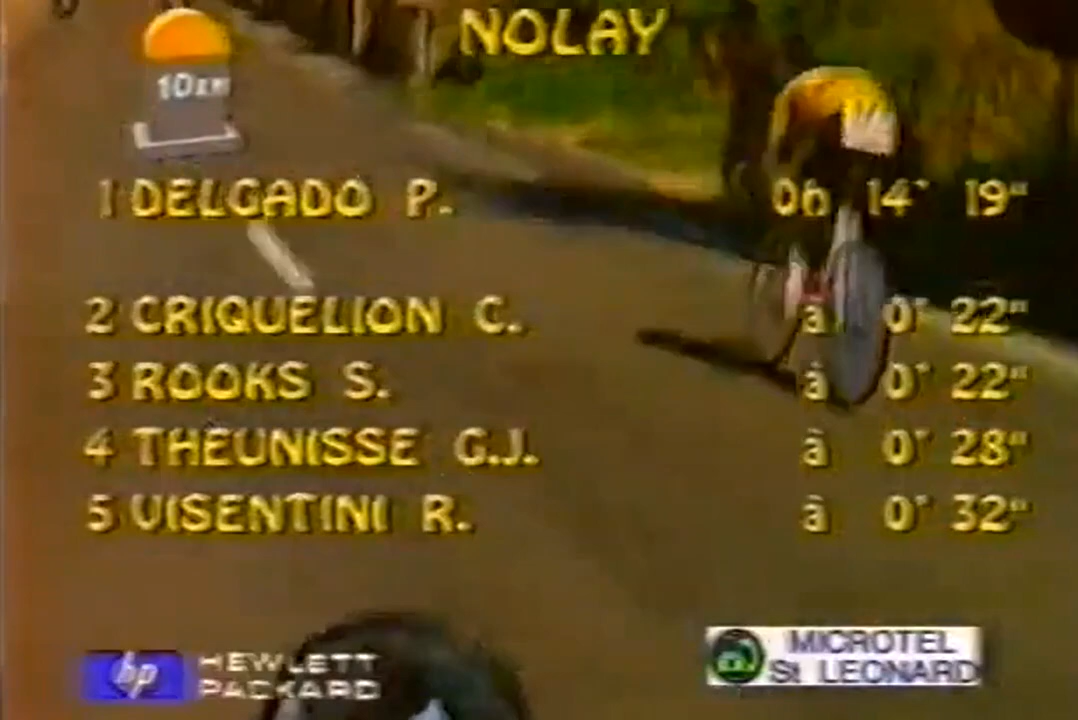 NOLAY
10KM
1 DELGADO P. 0h 14' 19"
2 CRIQUELION C. à 0' 22"
3 ROOKS S. à 0' 22"
4 THEUNISSE G.J. à 0' 28"
5 VISENTINI R. à 0' 32"
hp HEWLETT
PACKARD
MICROTEL
St LEONARD